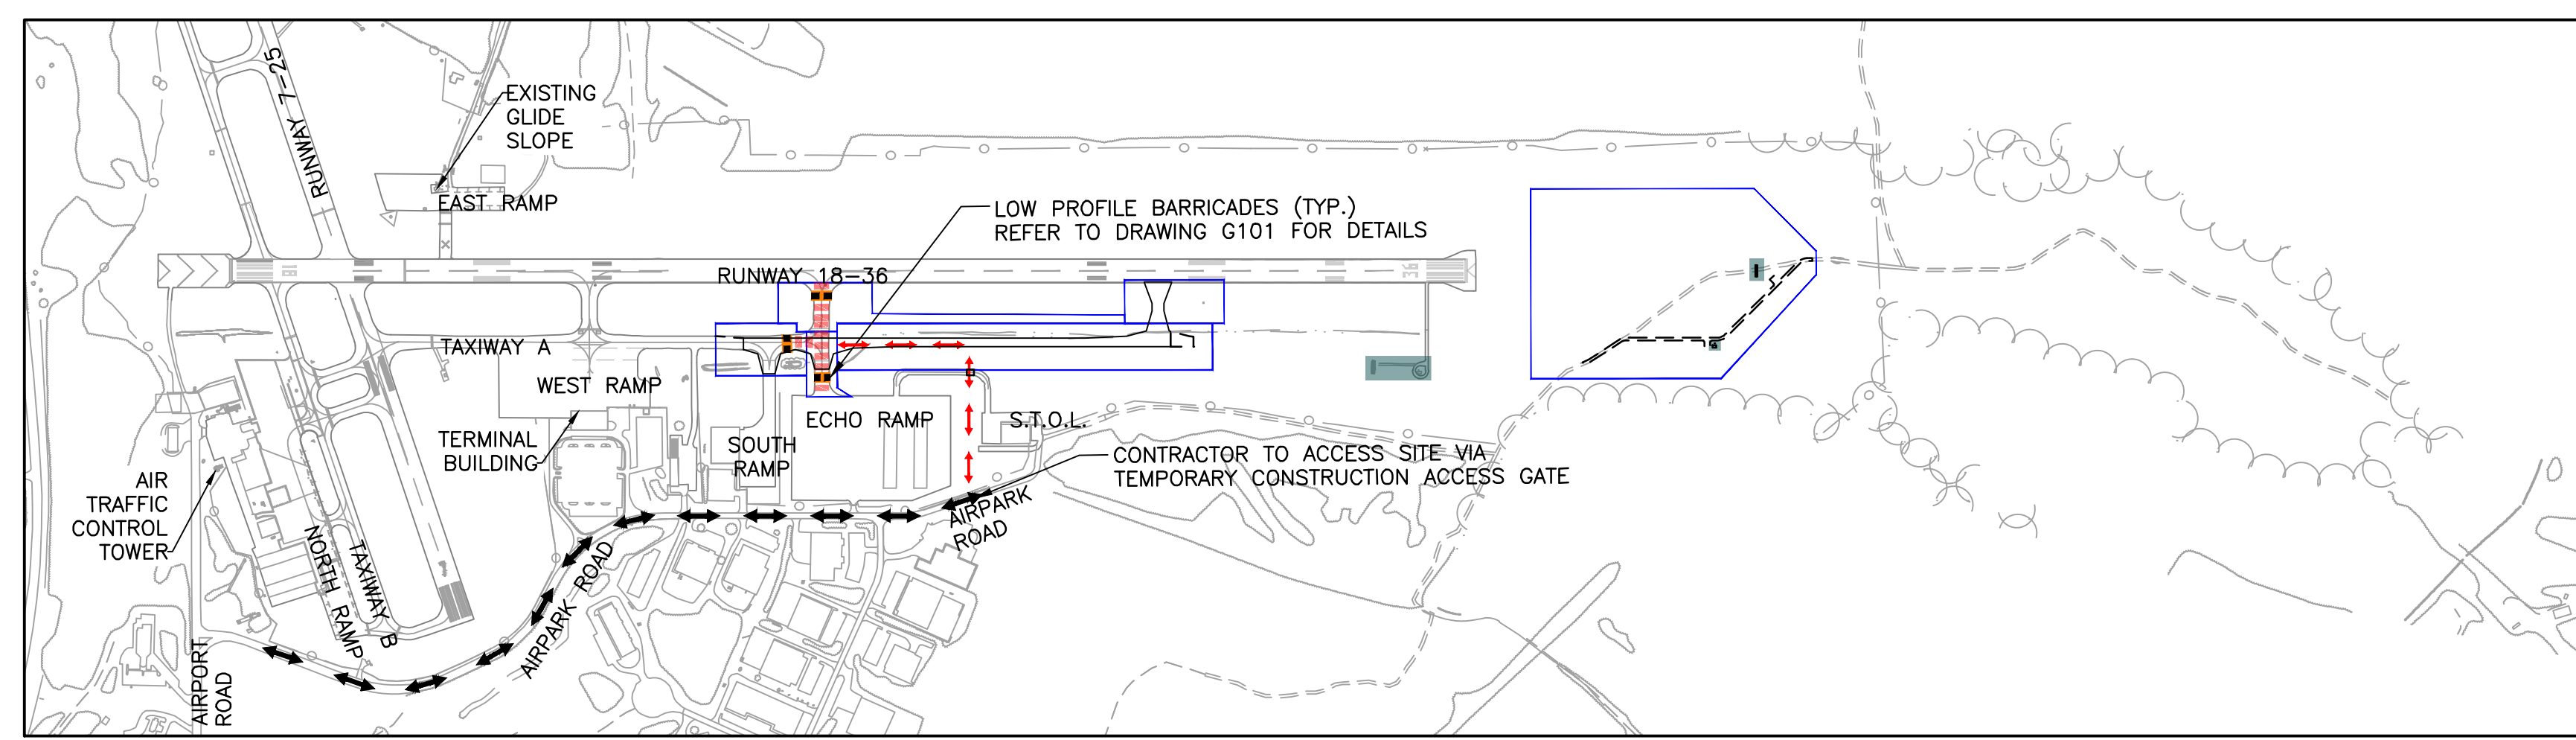 RUNWAY 7-25
EXISTING
GLIDE
SLOPE
EAST RAMP
LOW PROFILE BARRICADES (TYP.)
REFER TO DRAWING G101 FOR DETAILS
RUNWAY 18-36
18
36
TAXIWAY A
WEST RAMP
TERMINAL
BUILDING
SOUTH
RAMP
ECHO RAMP
S.T.O.L.
CONTRACTOR TO ACCESS SITE VIA
TEMPORARY CONSTRUCTION ACCESS GATE
AIR
TRAFFIC
CONTROL
TOWER
NORTH RAMP
TAXIWAY B
AIRPARK ROAD
AIRPARK
ROAD
AIRPORT
ROAD